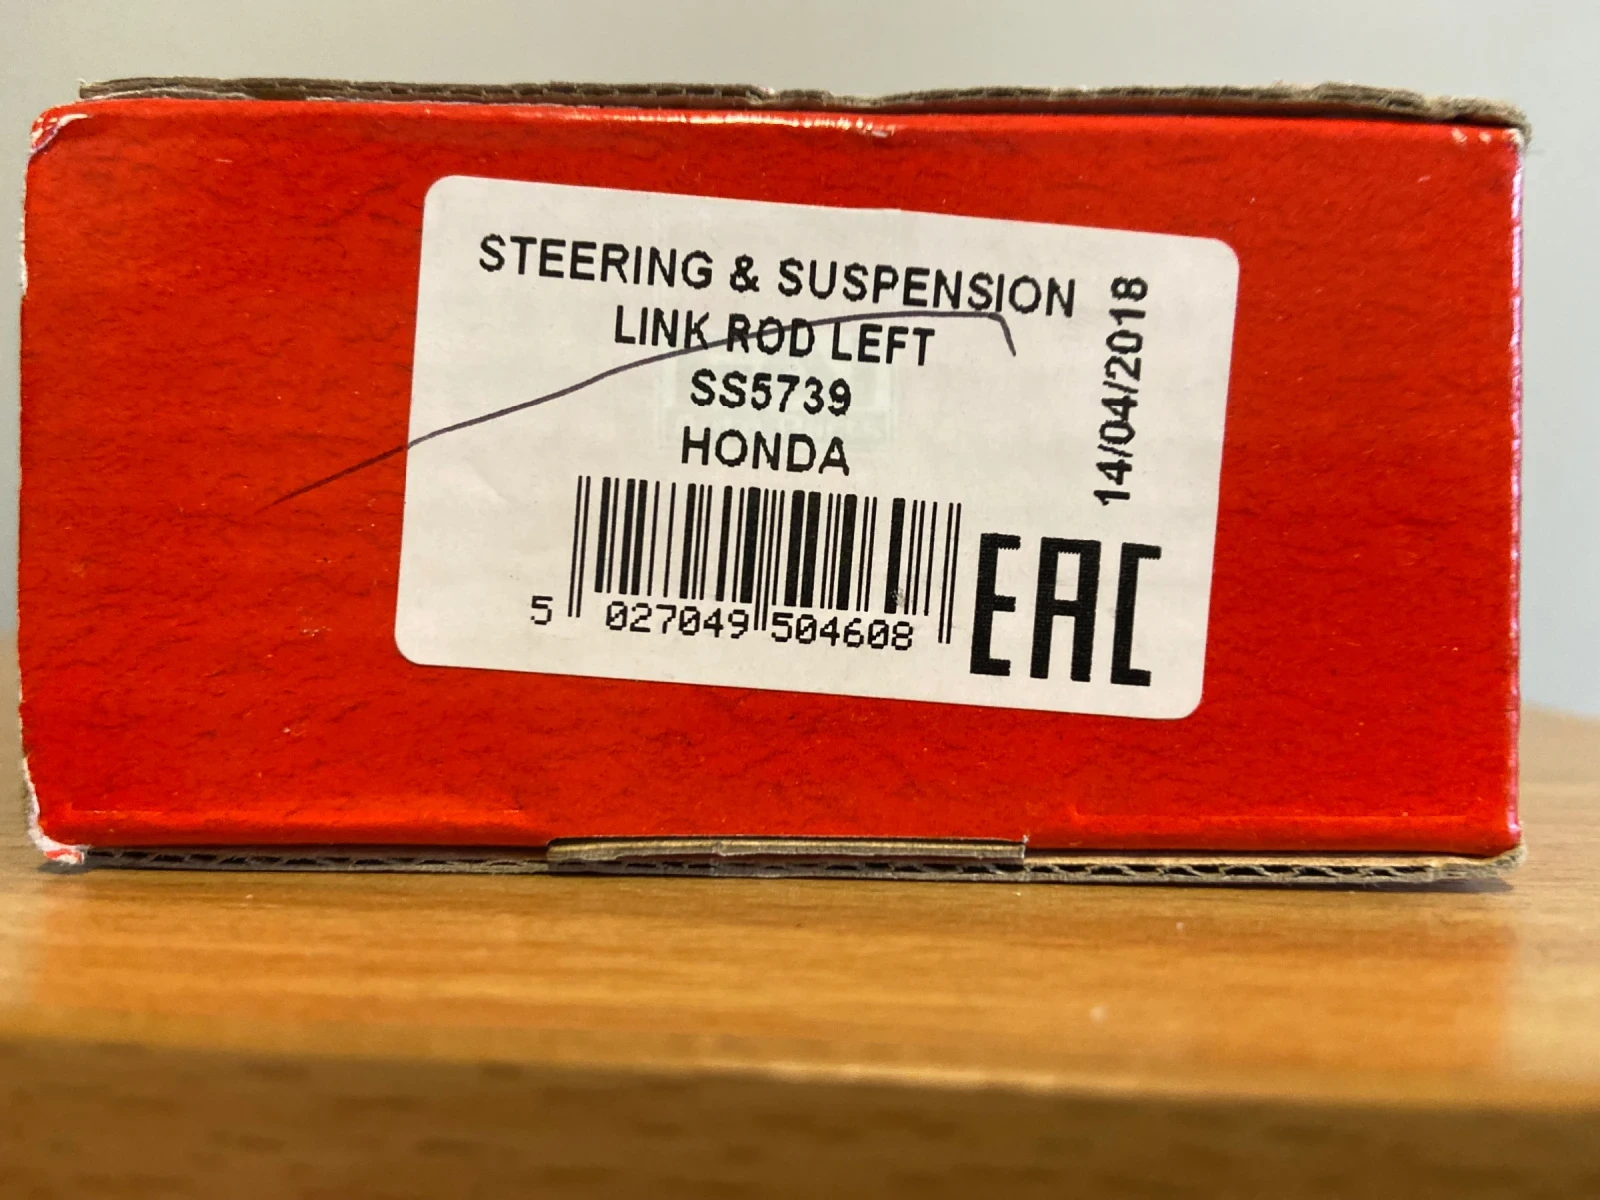 STEERING & SUSPENSION
LINK ROD LEFT
SS5739
HONDA
14/04/2018
5 027049 504608
EAC